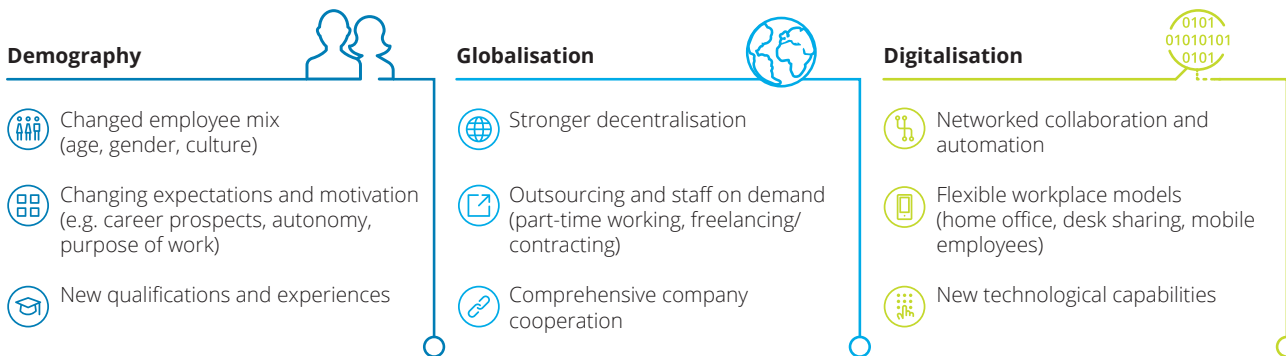 Demography
Changed employee mix
(age, gender, culture)
Changing expectations and motivation
(e.g. career prospects, autonomy,
purpose of work)
New qualifications and experiences
Globalisation
Stronger decentralisation
Outsourcing and staff on demand
(part-time working, freelancing/
contracting)
Comprehensive company
cooperation
0101
01010101
0101
Digitalisation
Networked collaboration and
automation
Flexible workplace models
(home office, desk sharing, mobile
employees)
New technological capabilities